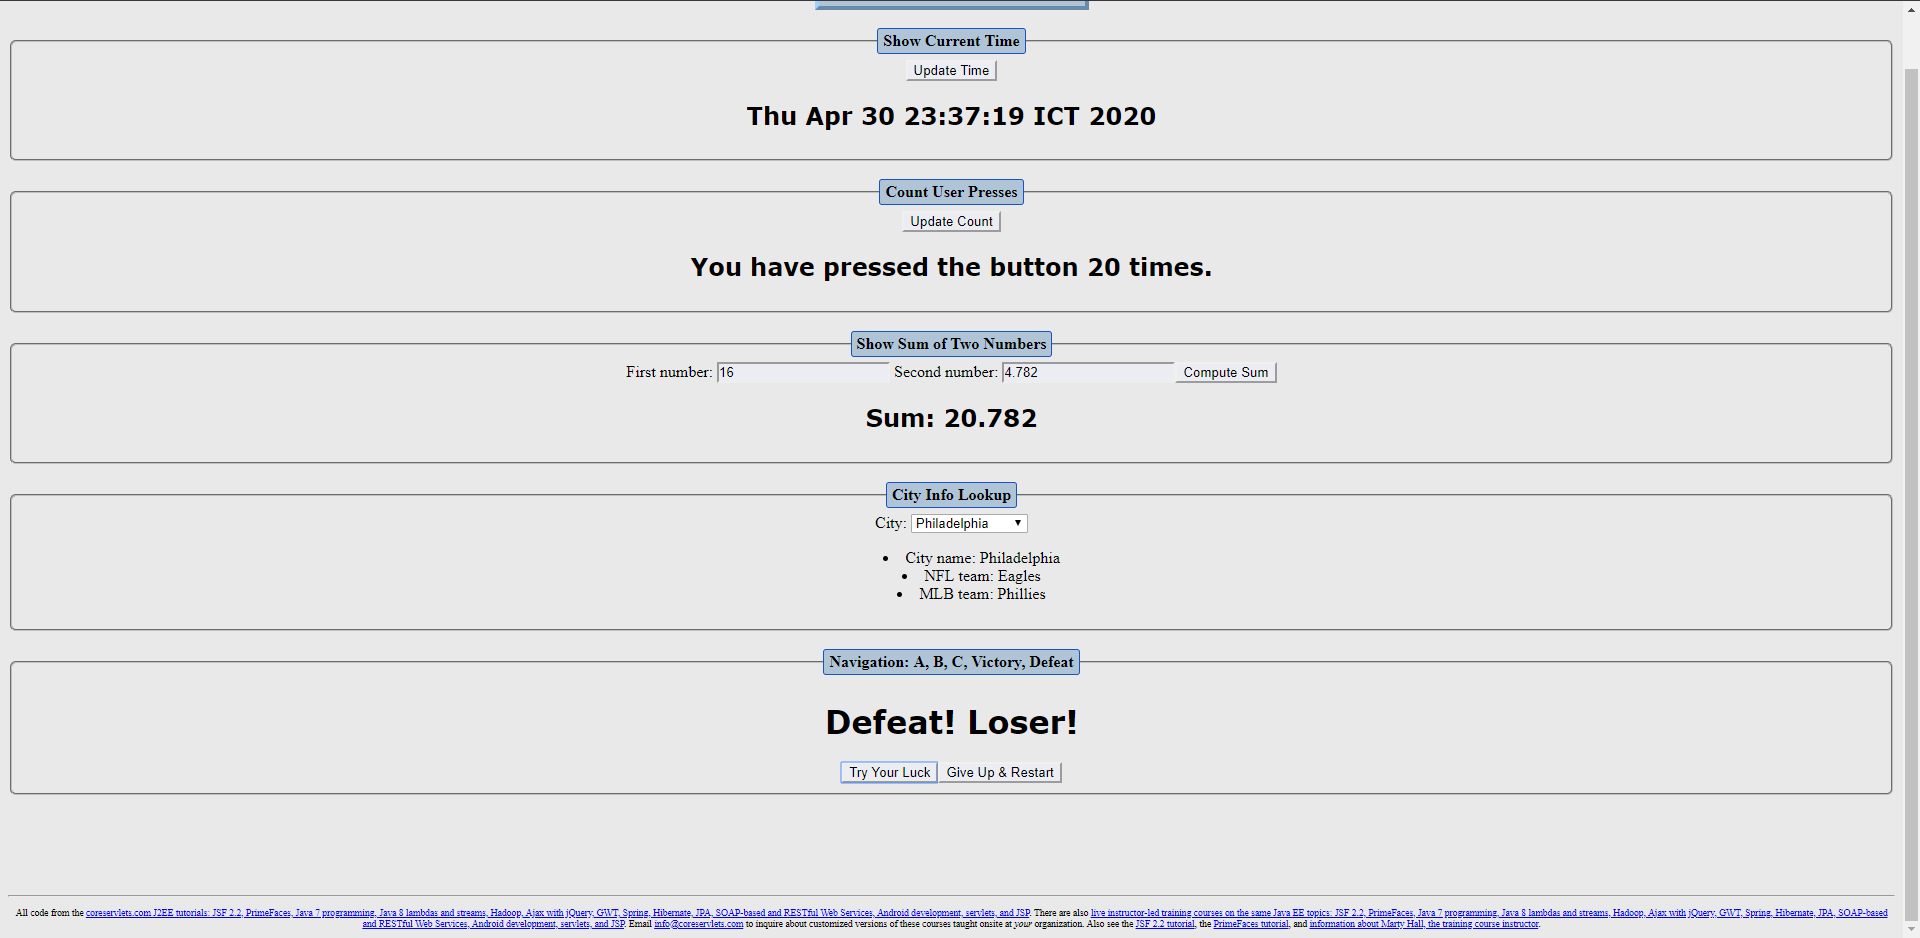 Show Current Time
Update Time
Thu Apr 30 23:37:19 ICT 2020
Count User Presses
Update Count
You have pressed the button 20 times.
Show Sum of Two Numbers
First number: 16 Second number: 4.782 Compute Sum
Sum: 20.782
City Info Lookup
City: Philadelphia
• City name: Philadelphia
• NFL team: Eagles
• MLB team: Phillies
Navigation: A, B, C, Victory, Defeat
Defeat! Loser!
Try Your Luck Give Up & Restart
All code from the coreservlets.com J2EE tutorials: JSF 2.2, PrimeFaces, Java 7 programming, Java 8 lambdas and streams, Hadoop, Ajax with jQuery, GWT, Spring, Hibernate, JPA, SOAP-based and RESTful Web Services, Android development, servlets, and JSP. There are also live instructor-led training courses on the same Java EE topics: JSF 2.2, PrimeFaces, Java 7 programming, Java 8 lambdas and streams, Hadoop, Ajax with jQuery, GWT, Spring, Hibernate, JPA, SOAP-based
and RESTful Web Services, Android development, servlets, and JSP. Email info@coreservlets.com to inquire about customized versions of these courses taught onsite at your organization. Also see the JSF 2.2 tutorial, the PrimeFaces tutorial, and information about Marty Hall, the training course instructor.